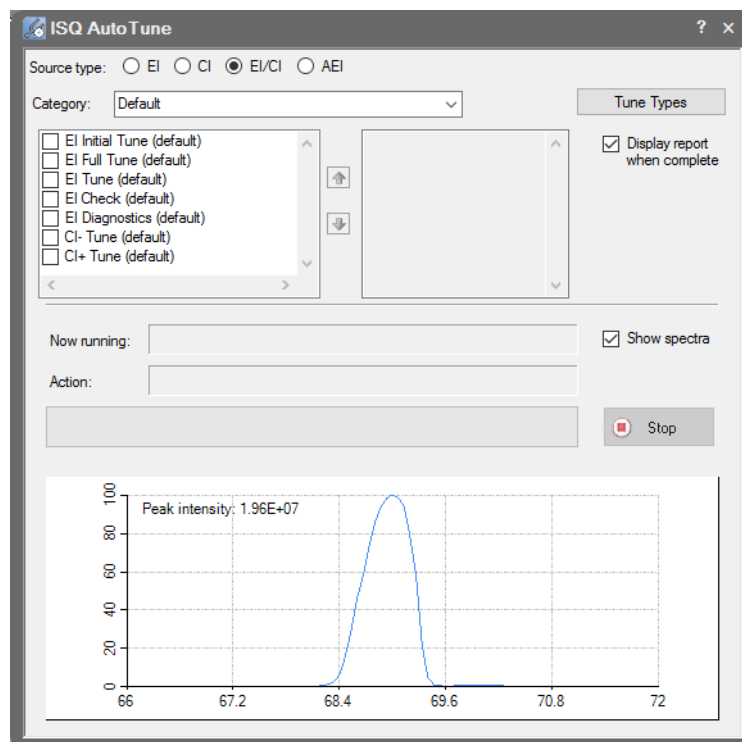 ISQ AutoTune ? ×
Source type: EI CI EI/CI AEI
Category: Default
Tune Types
EI Initial Tune (default)
EI Full Tune (default)
EI Tune (default)
EI Check (default)
EI Diagnostics (default)
CI- Tune (default)
CI+ Tune (default)
Display report
when complete
Now running:
Show spectra
Action:
Stop
Peak intensity: 1.96E+07
100
80
60
40
20
0
66 67.2 68.4 69.6 70.8 72